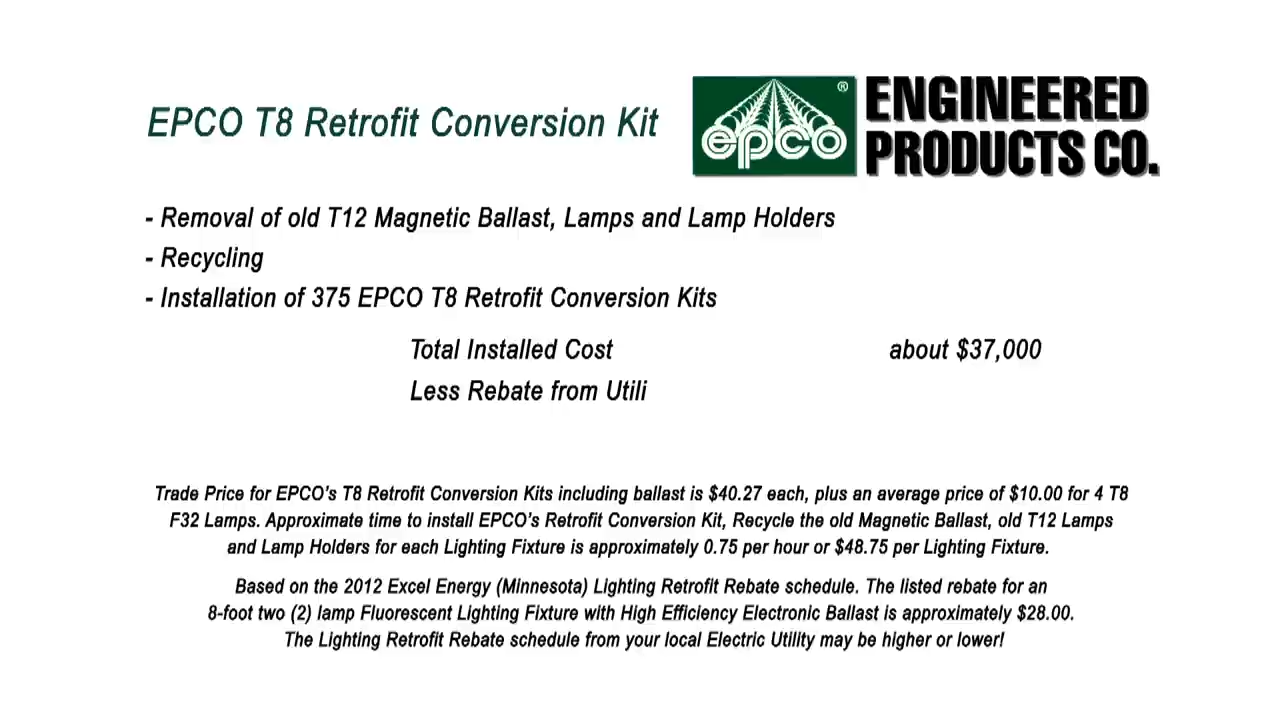 EPCO T8 Retrofit Conversion Kit
epco®
ENGINEERED
PRODUCTS CO.
- Removal of old T12 Magnetic Ballast, Lamps and Lamp Holders
- Recycling
- Installation of 375 EPCO T8 Retrofit Conversion Kits
Total Installed Cost about $37,000
Less Rebate from Utili
Trade Price for EPCO's T8 Retrofit Conversion Kits including ballast is $40.27 each, plus an average price of $10.00 for 4 T8
F32 Lamps. Approximate time to install EPCO's Retrofit Conversion Kit, Recycle the old Magnetic Ballast, old T12 Lamps
and Lamp Holders for each Lighting Fixture is approximately 0.75 per hour or $48.75 per Lighting Fixture.
Based on the 2012 Excel Energy (Minnesota) Lighting Retrofit Rebate schedule. The listed rebate for an
8-foot two (2) lamp Fluorescent Lighting Fixture with High Efficiency Electronic Ballast is approximately $28.00.
The Lighting Retrofit Rebate schedule from your local Electric Utility may be higher or lower!